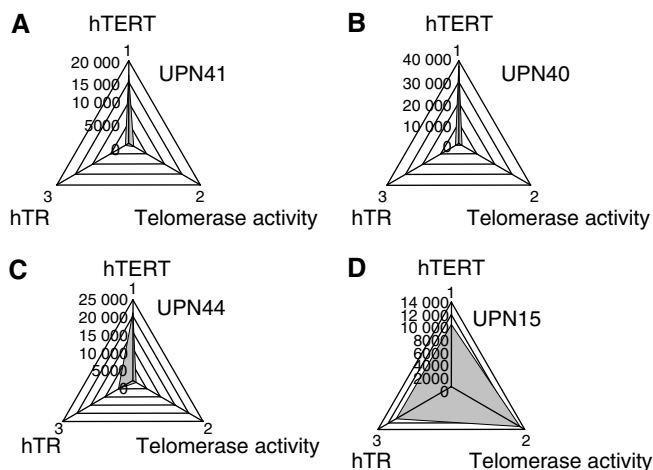 A
hTERT
1
20 000
15 000
10 000
5000
0
UPN41
3
2
hTR
Telomerase activity
B
hTERT
1
40 000
30 000
20 000
10 000
0
UPN40
3
2
hTR
Telomerase activity
C
hTERT
1
25 000
20 000
15 000
10 000
5000
0
UPN44
3
2
hTR
Telomerase activity
D
hTERT
1
14 000
12 000
10 000
8000
6000
4000
2000
0
UPN15
3
2
hTR
Telomerase activity